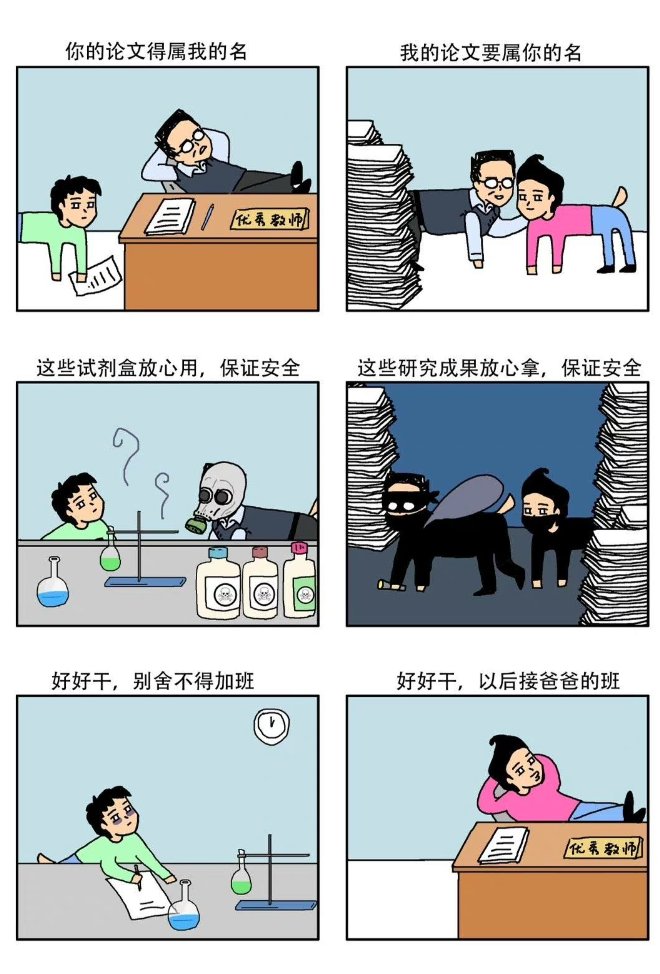 你的论文得属我的名
我的论文要属你的名
优秀教师
这些试剂盒放心用，保证安全
这些研究成果放心拿，保证安全
好好干，别舍不得加班
好好干，以后接爸爸的班
优秀教师